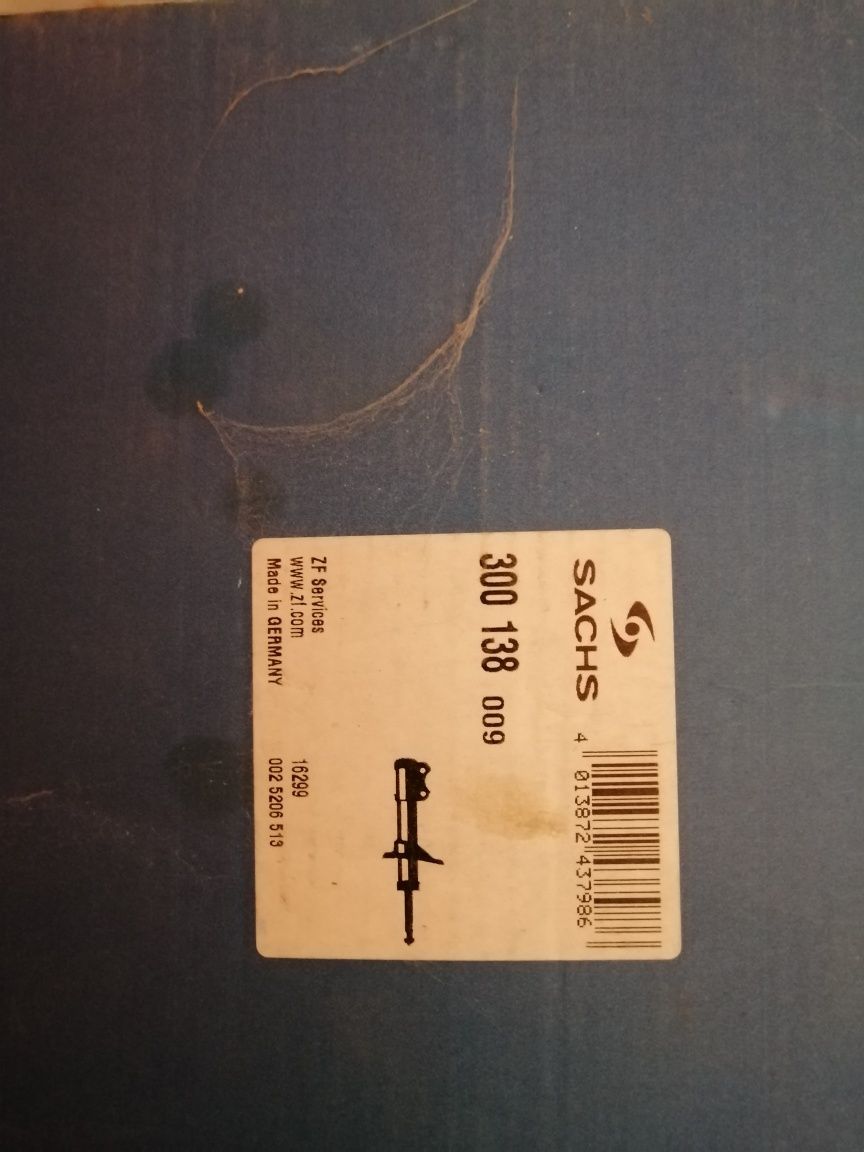 SACHS
4 013872 437986
300 138 009
ZF Services
www.zf.com
Made in GERMANY
16299
002 5206 513